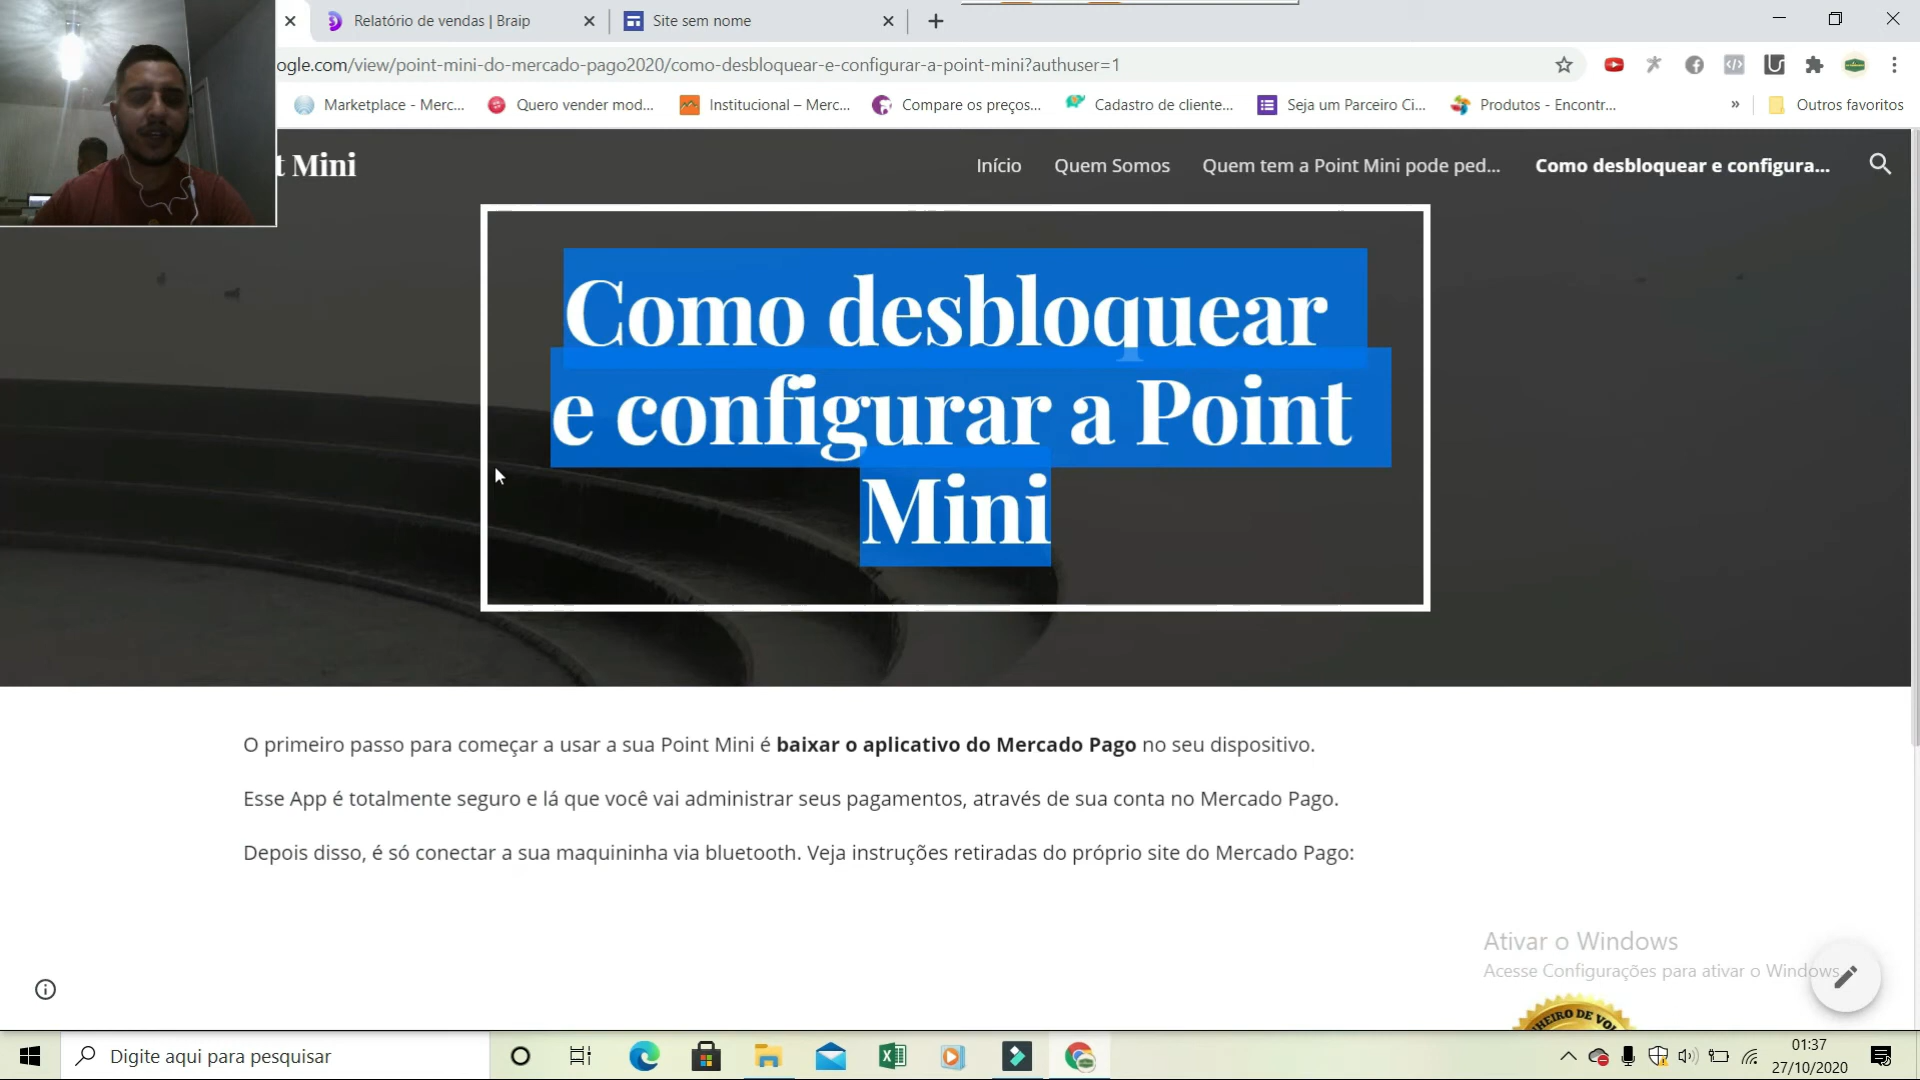 Relatório de vendas | Braip
Site sem nome
ogle.com/view/point-mini-do-mercado-pago2020/como-desbloquear-e-configurar-a-point-mini?authuser=1
Marketplace - Merc...
Quero vender mod...
Institucional – Merc...
Compare os preços...
Cadastro de cliente...
Seja um Parceiro Ci...
Produtos - Encontr...
»
Outros favoritos
t Mini
Início
Quem Somos
Quem tem a Point Mini pode ped...
Como desbloquear e configura...
Como desbloquear
e configurar a Point
Mini
O primeiro passo para começar a usar a sua Point Mini é baixar o aplicativo do Mercado Pago no seu dispositivo.
Esse App é totalmente seguro e lá que você vai administrar seus pagamentos, através de sua conta no Mercado Pago.
Depois disso, é só conectar a sua maquininha via bluetooth. Veja instruções retiradas do próprio site do Mercado Pago:
Ativar o Windows
Acesse Configurações para ativar o Windows.
Digite aqui para pesquisar
01:37
27/10/2020